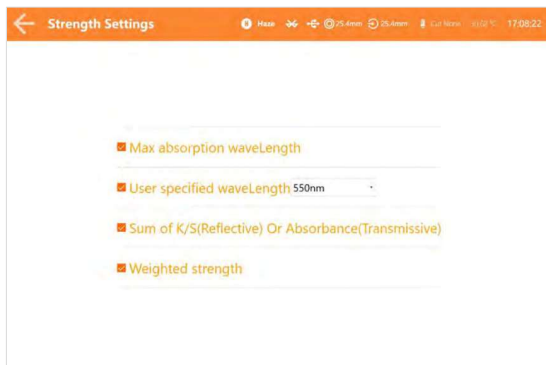 Strength Settings Haze 25.4mm 25.4mm 17:08:22
Max absorption waveLength
User specified waveLength 550nm
Sum of K/S(Reflective) Or Absorbance(Transmissive)
Weighted strength